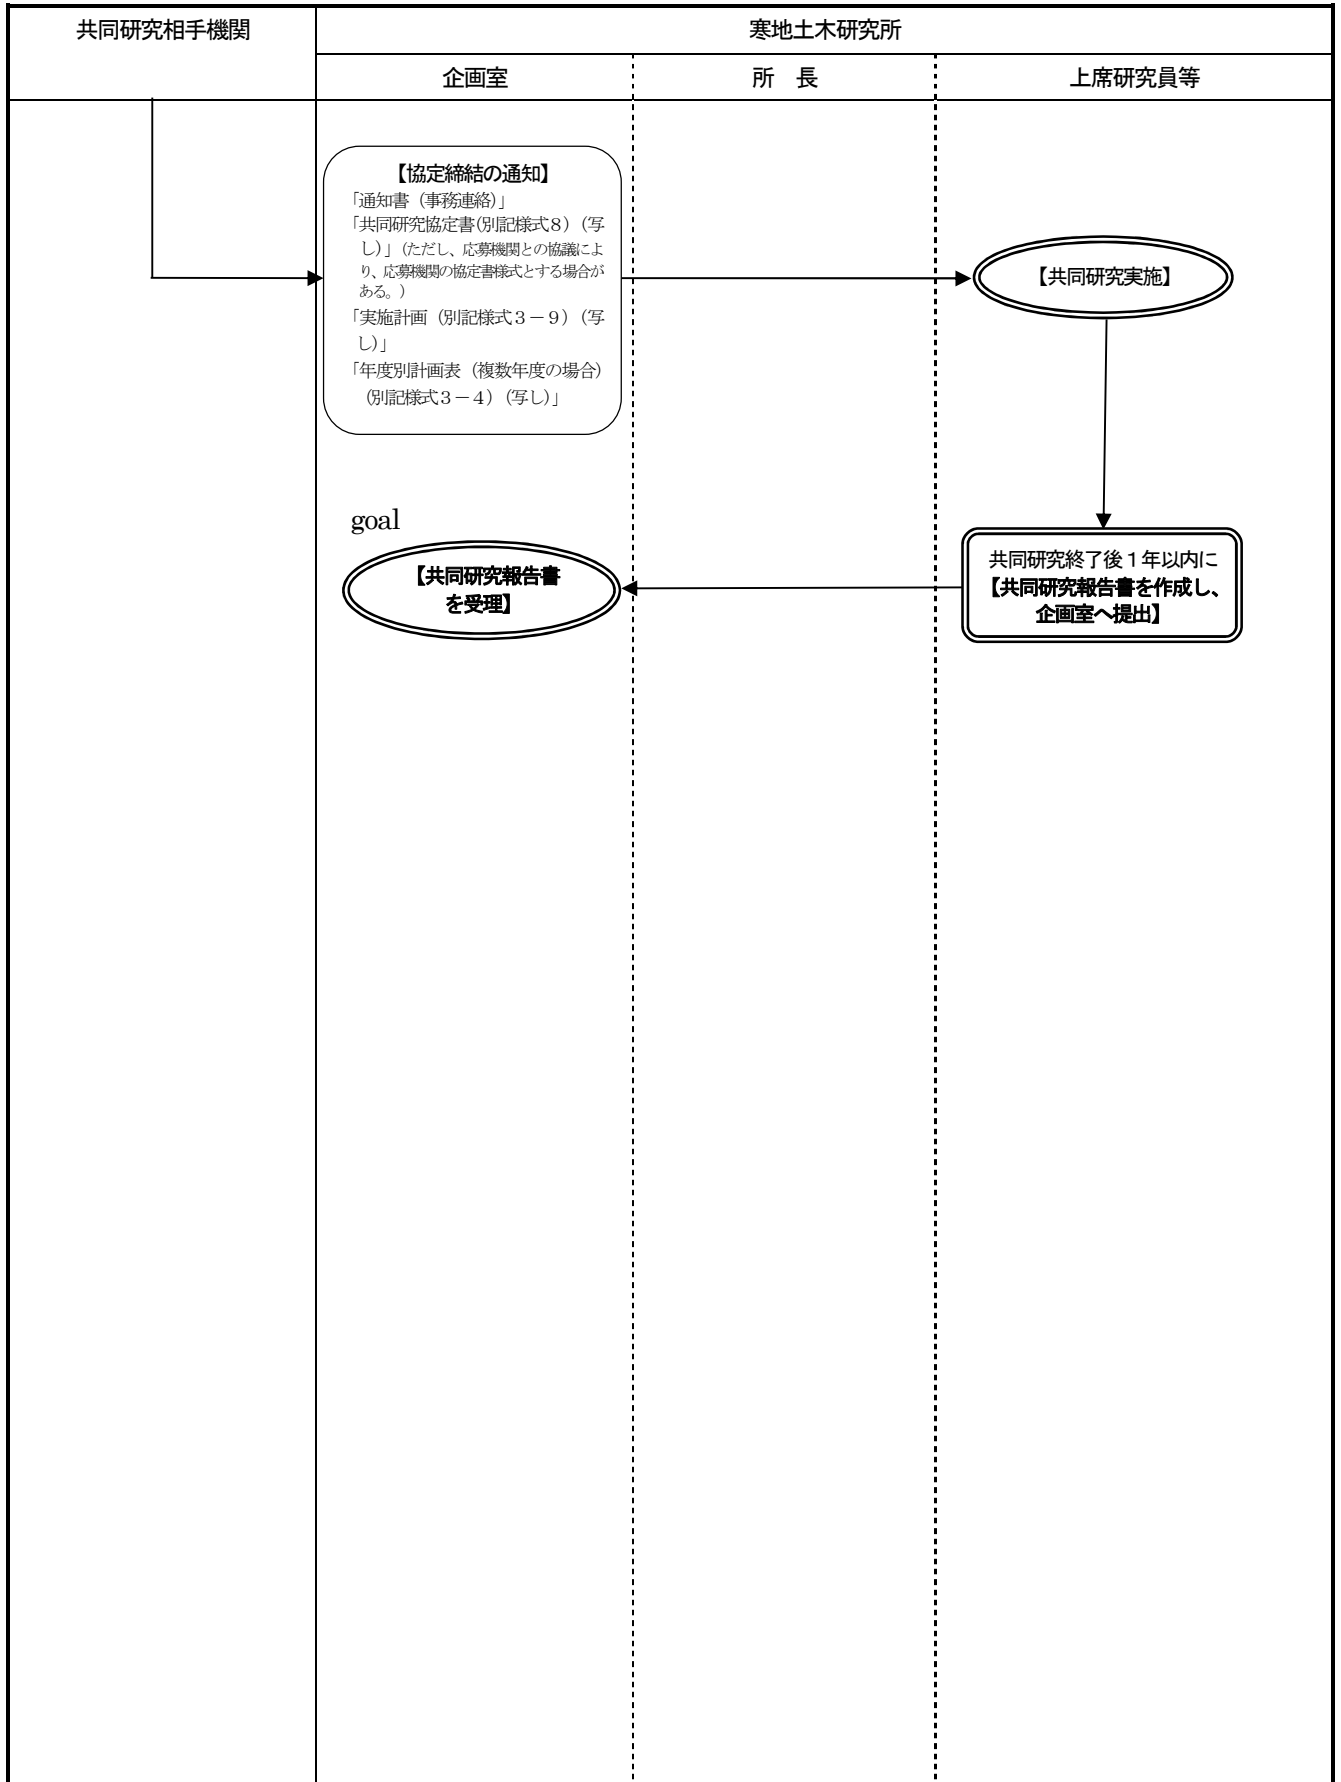 共同研究相手機関
寒地土木研究所
企画室
所　長
上席研究員等
【協定締結の通知】
「通知書（事務連絡）」
「共同研究協定書（別記様式８）（写
し）」（ただし、応募機関との協議によ
り、応募機関の協定書様式とする場合が
ある。）
「実施計画（別記様式３－９）（写
し）」
「年度別計画表（複数年度の場合）
（別記様式３－４）（写し）」
【共同研究実施】
goal
【共同研究報告書
を受理】
共同研究終了後１年以内に
【共同研究報告書を作成し、
企画室へ提出】